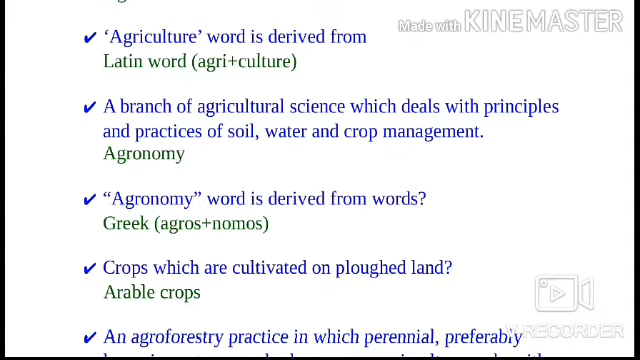 Made with KINEMASTER
✔ ‘Agriculture’ word is derived from
Latin word (agri+culture)
✔ A branch of agricultural science which deals with principles
and practices of soil, water and crop management.
Agronomy
✔ “Agronomy” word is derived from words?
Greek (agros+nomos)
✔ Crops which are cultivated on ploughed land?
Arable crops
V RECORDER
✔ An agroforestry practice in which perennial, preferably